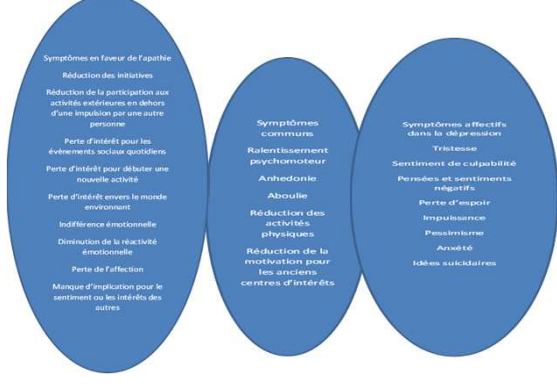 Symptômes en faveur de l'apathie
Réduction des initiatives
Réduction de la participation aux
activités extérieures en dehors
d'une impulsion par une autre
personne
Perte d'intérêt pour les
évènements sociaux quotidiens
Perte d'intérêt pour débuter une
nouvelle activité
Perte d'intérêt envers le monde
environnant
Indifférence émotionnelle
Diminution de la réactivité
émotionnelle
Perte de l'affection
Manque d'implication pour le
sentiment ou les intérêts des
autres
Symptômes
communs
Ralentissement
psychomoteur
Anhedonie
Aboulie
Réduction des
activités
physiques
Réduction de la
motivation pour
les anciens
centres d'intérêts
Symptômes affectifs
dans la dépression
Tristesse
Sentiment de culpabilité
Pensées et sentiments
négatifs
Perte d'espoir
Impuissance
Pessimisme
Anxété
Idées suicidaires